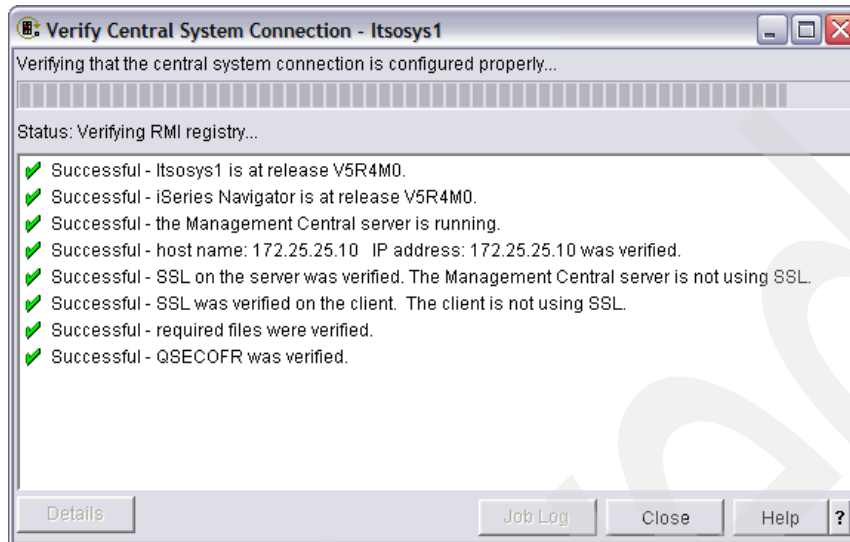 Verify Central System Connection - Itsosys1
Verifying that the central system connection is configured properly...
Status: Verifying RMI registry...
Successful - Itsosys1 is at release V5R4M0.
Successful - iSeries Navigator is at release V5R4M0.
Successful - the Management Central server is running.
Successful - host name: 172.25.25.10 IP address: 172.25.25.10 was verified.
Successful - SSL on the server was verified. The Management Central server is not using SSL.
Successful - SSL was verified on the client. The client is not using SSL.
Successful - required files were verified.
Successful - QSECOFR was verified.
Details Job Log Close Help ?